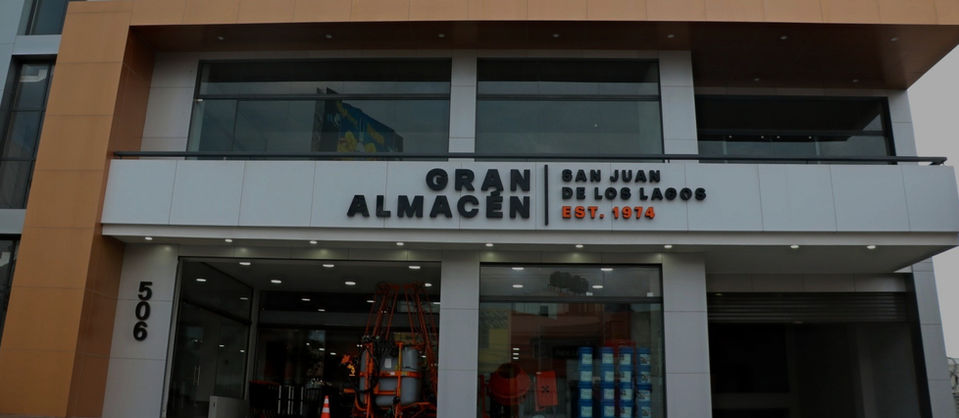 GRAN
ALMACÉN
SAN JUAN
DE LOS LAGOS
EST. 1974
506